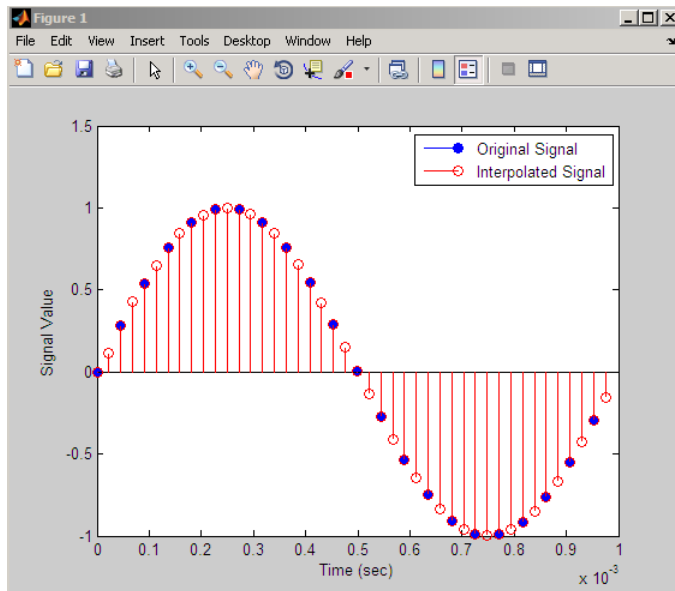 Figure 1
File Edit View Insert Tools Desktop Window Help
1.5
1
0.5
0
-0.5
-1
Signal Value
Original Signal
Interpolated Signal
0 0.1 0.2 0.3 0.4 0.5 0.6 0.7 0.8 0.9 1
Time (sec)
x 10⁻³